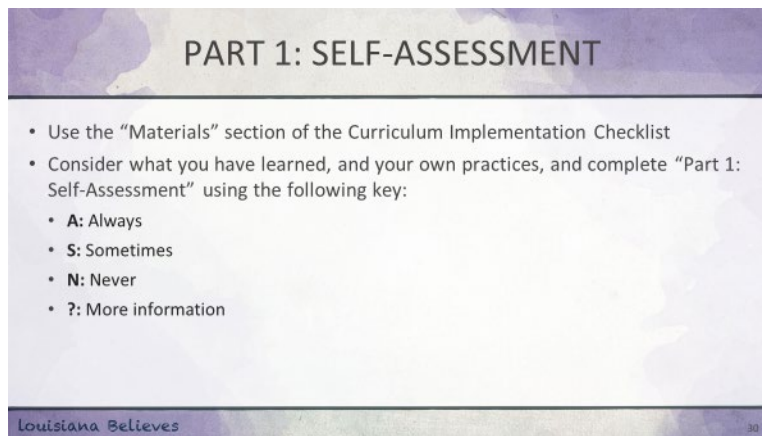 PART 1: SELF-ASSESSMENT
• Use the “Materials” section of the Curriculum Implementation Checklist
• Consider what you have learned, and your own practices, and complete “Part 1:
Self-Assessment” using the following key:
• A: Always
• S: Sometimes
• N: Never
• ?: More information
Louisiana Believes
30